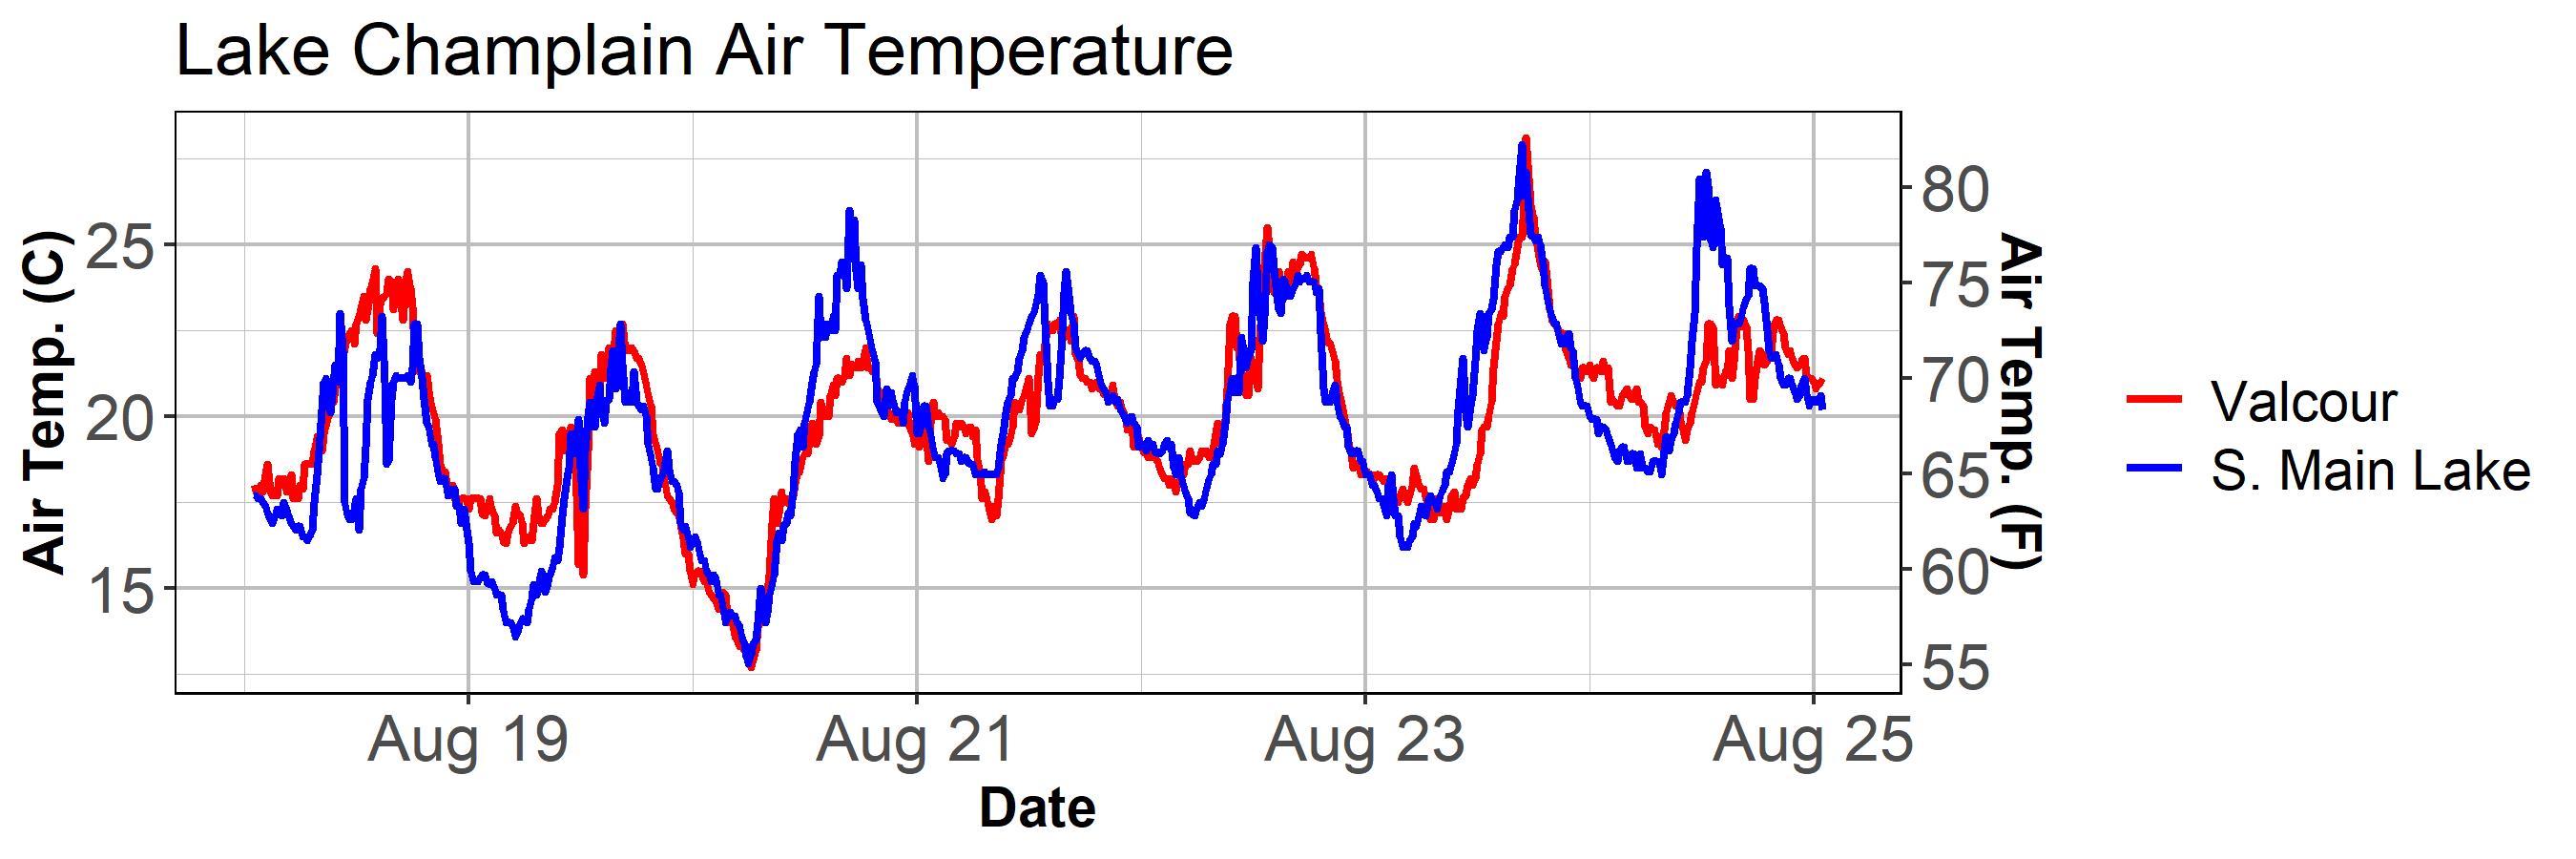 Lake Champlain Air Temperature
Air Temp. (C)
25
20
15
80
75
70
65
60
55
Air Temp. (F)
Valcour
S. Main Lake
Aug 19
Aug 21
Aug 23
Aug 25
Date